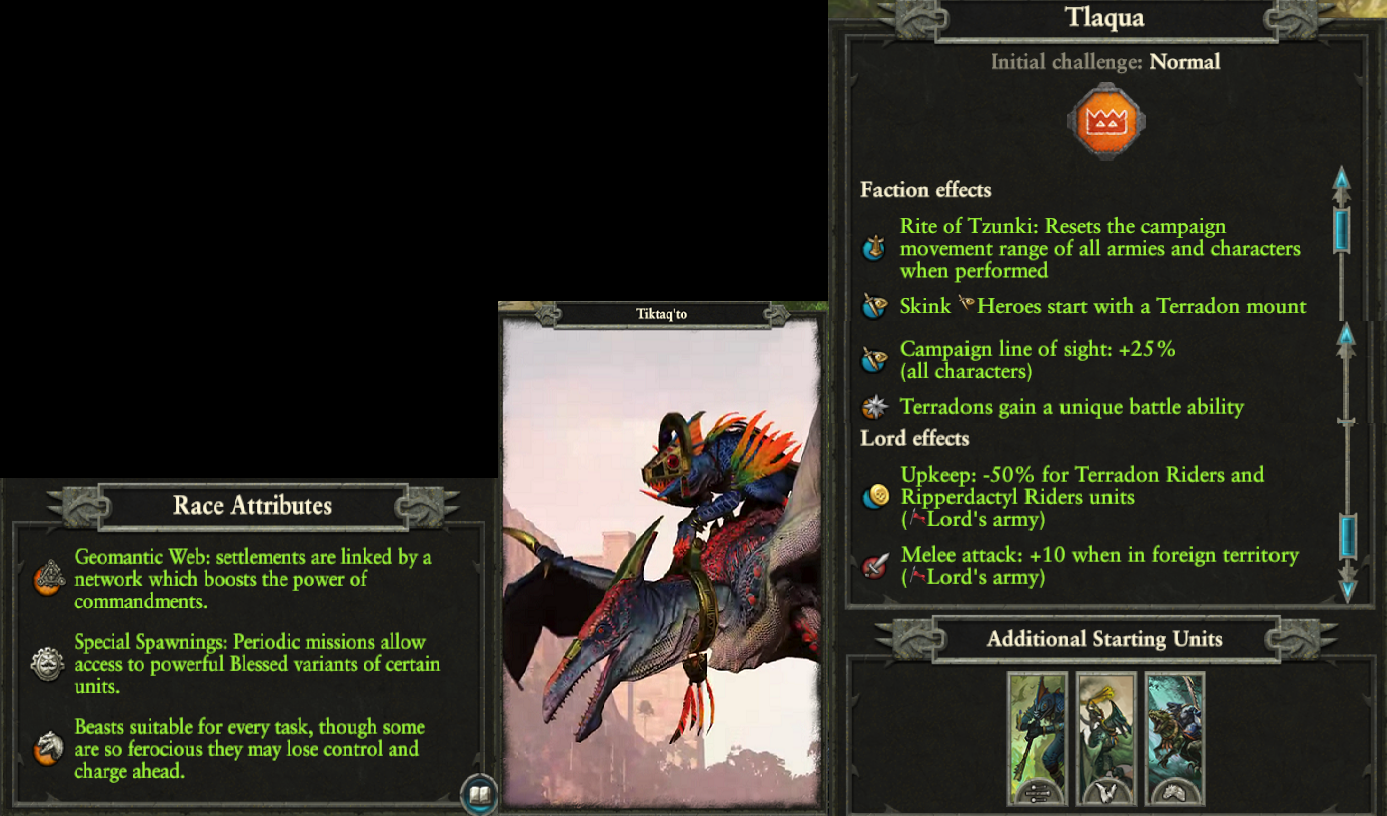 Race Attributes
Geomantic Web: settlements are linked by a
network which boosts the power of
commandments.
Special Spawnings: Periodic missions allow
access to powerful Blessed variants of certain
units.
Beasts suitable for every task, though some
are so ferocious they may lose control and
charge ahead.
Tiktaq'to
Tlaqua
Initial challenge: Normal
Faction effects
Rite of Tzunki: Resets the campaign
movement range of all armies and characters
when performed
Skink Heroes start with a Terradon mount
Campaign line of sight: +25%
(all characters)
Terradons gain a unique battle ability
Lord effects
Upkeep: -50% for Terradon Riders and
Ripperdactyl Riders units
(Lord's army)
Melee attack: +10 when in foreign territory
(Lord's army)
Additional Starting Units